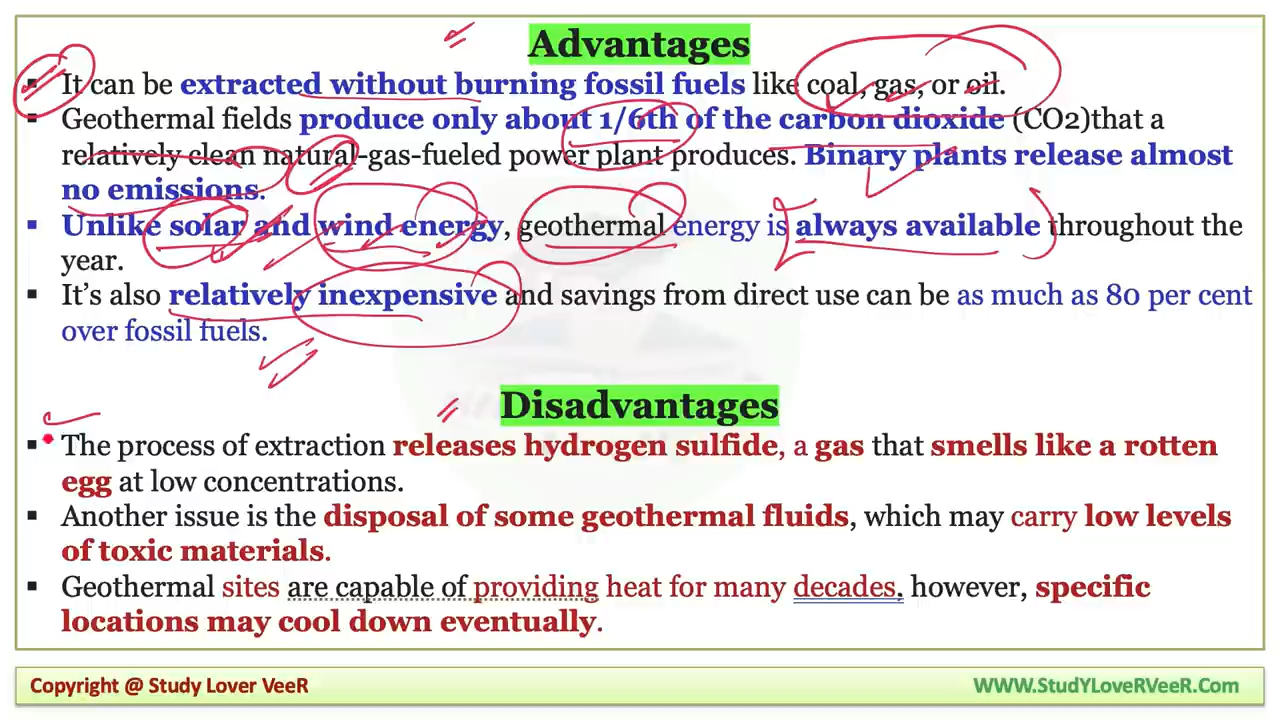 Advantages
▪ It can be extracted without burning fossil fuels like coal, gas, or oil.
▪ Geothermal fields produce only about 1/6th of the carbon dioxide (CO2)that a
relatively clean natural-gas-fueled power plant produces. Binary plants release almost
no emissions.
▪ Unlike solar and wind energy, geothermal energy is always available throughout the
year.
▪ It’s also relatively inexpensive and savings from direct use can be as much as 80 per cent
over fossil fuels.
Disadvantages
▪ The process of extraction releases hydrogen sulfide, a gas that smells like a rotten
egg at low concentrations.
▪ Another issue is the disposal of some geothermal fluids, which may carry low levels
of toxic materials.
▪ Geothermal sites are capable of providing heat for many decades, however, specific
locations may cool down eventually.
Copyright @ Study Lover VeeR
WWW.StuDYLoveRVeeR.Com